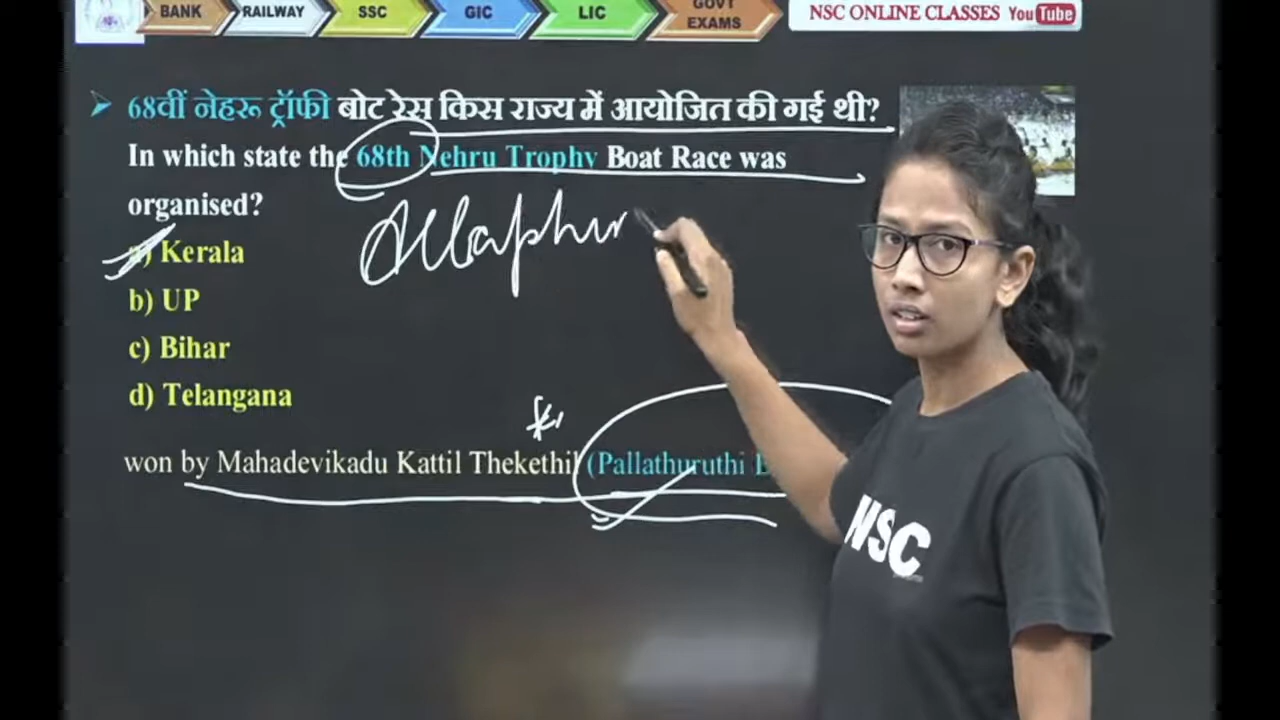 BANK RAILWAY SSC GIC LIC GOVT EXAMS
NSC ONLINE CLASSES YouTube
68वीं नेहरू ट्रॉफी बोट रेस किस राज्य में आयोजित की गई थी?
In which state the 68th Nehru Trophy Boat Race was
organised?
a) Kerala
b) UP
c) Bihar
d) Telangana
won by Mahadevikadu Kattil Thekethil (Pallathuruthi
NSC